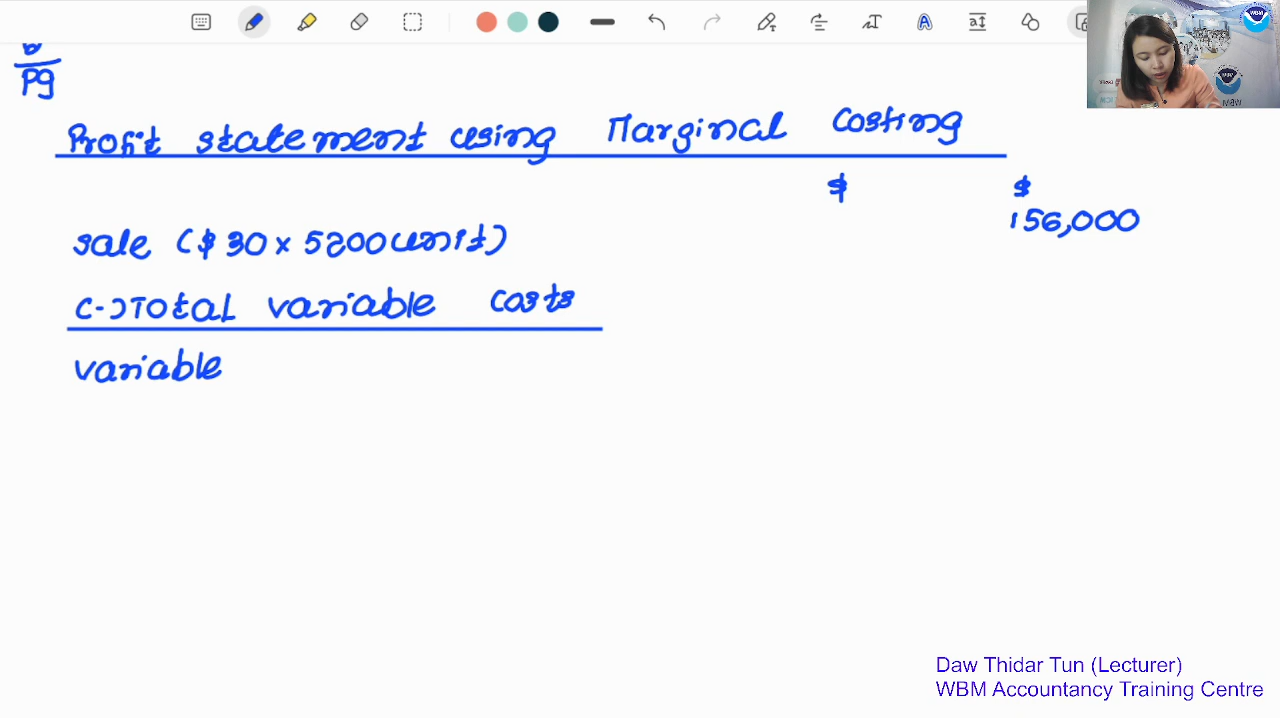 Pg
Profit statement using Marginal Costing
$ $
156,000
sale ($ 30 x 5200 unit)
(-) Total variable costs
variable
Daw Thidar Tun (Lecturer)
WBM Accountancy Training Centre